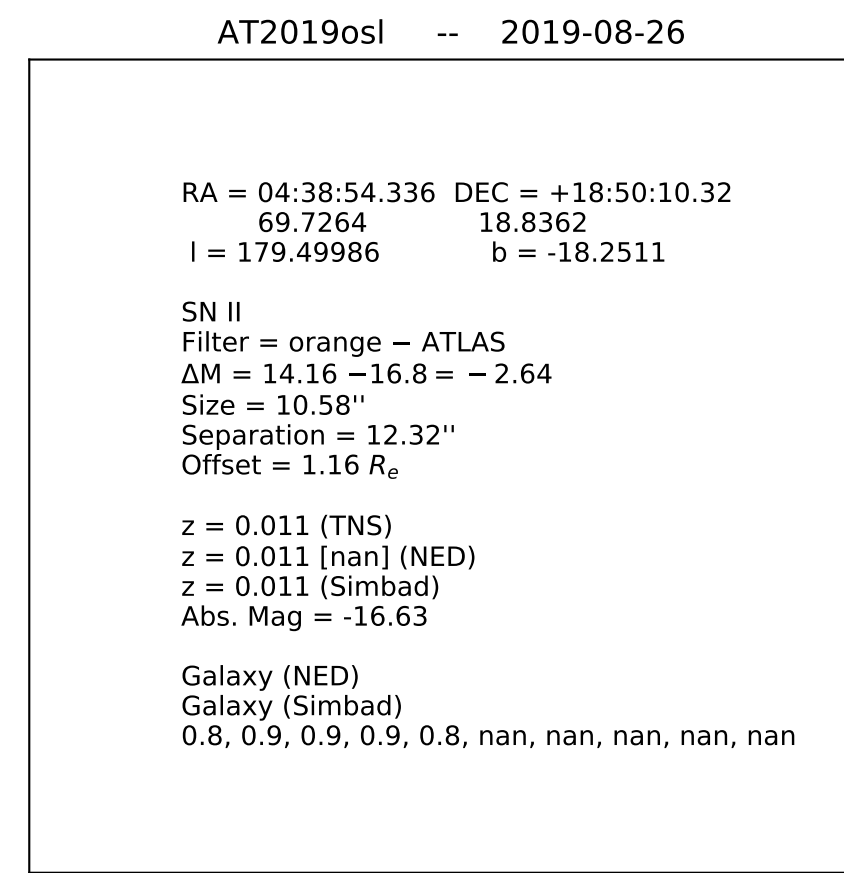 AT2019osl -- 2019-08-26
RA = 04:38:54.336 DEC = +18:50:10.32
69.7264 18.8362
l = 179.49986 b = -18.2511
SN II
Filter = orange − ATLAS
ΔM = 14.16 −16.8 = − 2.64
Size = 10.58''
Separation = 12.32''
Offset = 1.16 Re
z = 0.011 (TNS)
z = 0.011 [nan] (NED)
z = 0.011 (Simbad)
Abs. Mag = -16.63
Galaxy (NED)
Galaxy (Simbad)
0.8, 0.9, 0.9, 0.9, 0.8, nan, nan, nan, nan, nan